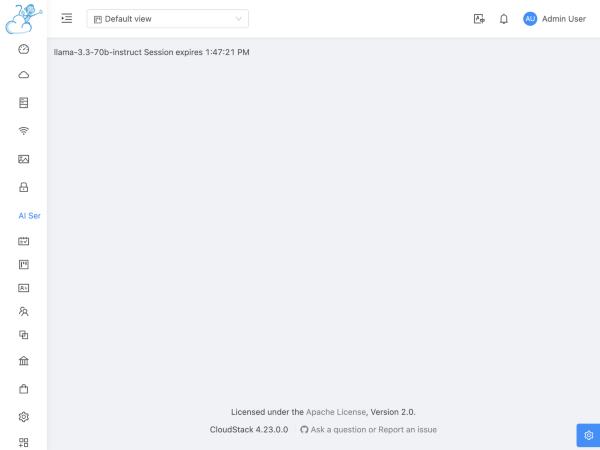 Default view
AU Admin User
llama-3.3-70b-instruct Session expires 1:47:21 PM
AI Ser
Licensed under the Apache License, Version 2.0.
CloudStack 4.23.0.0 Ask a question or Report an issue